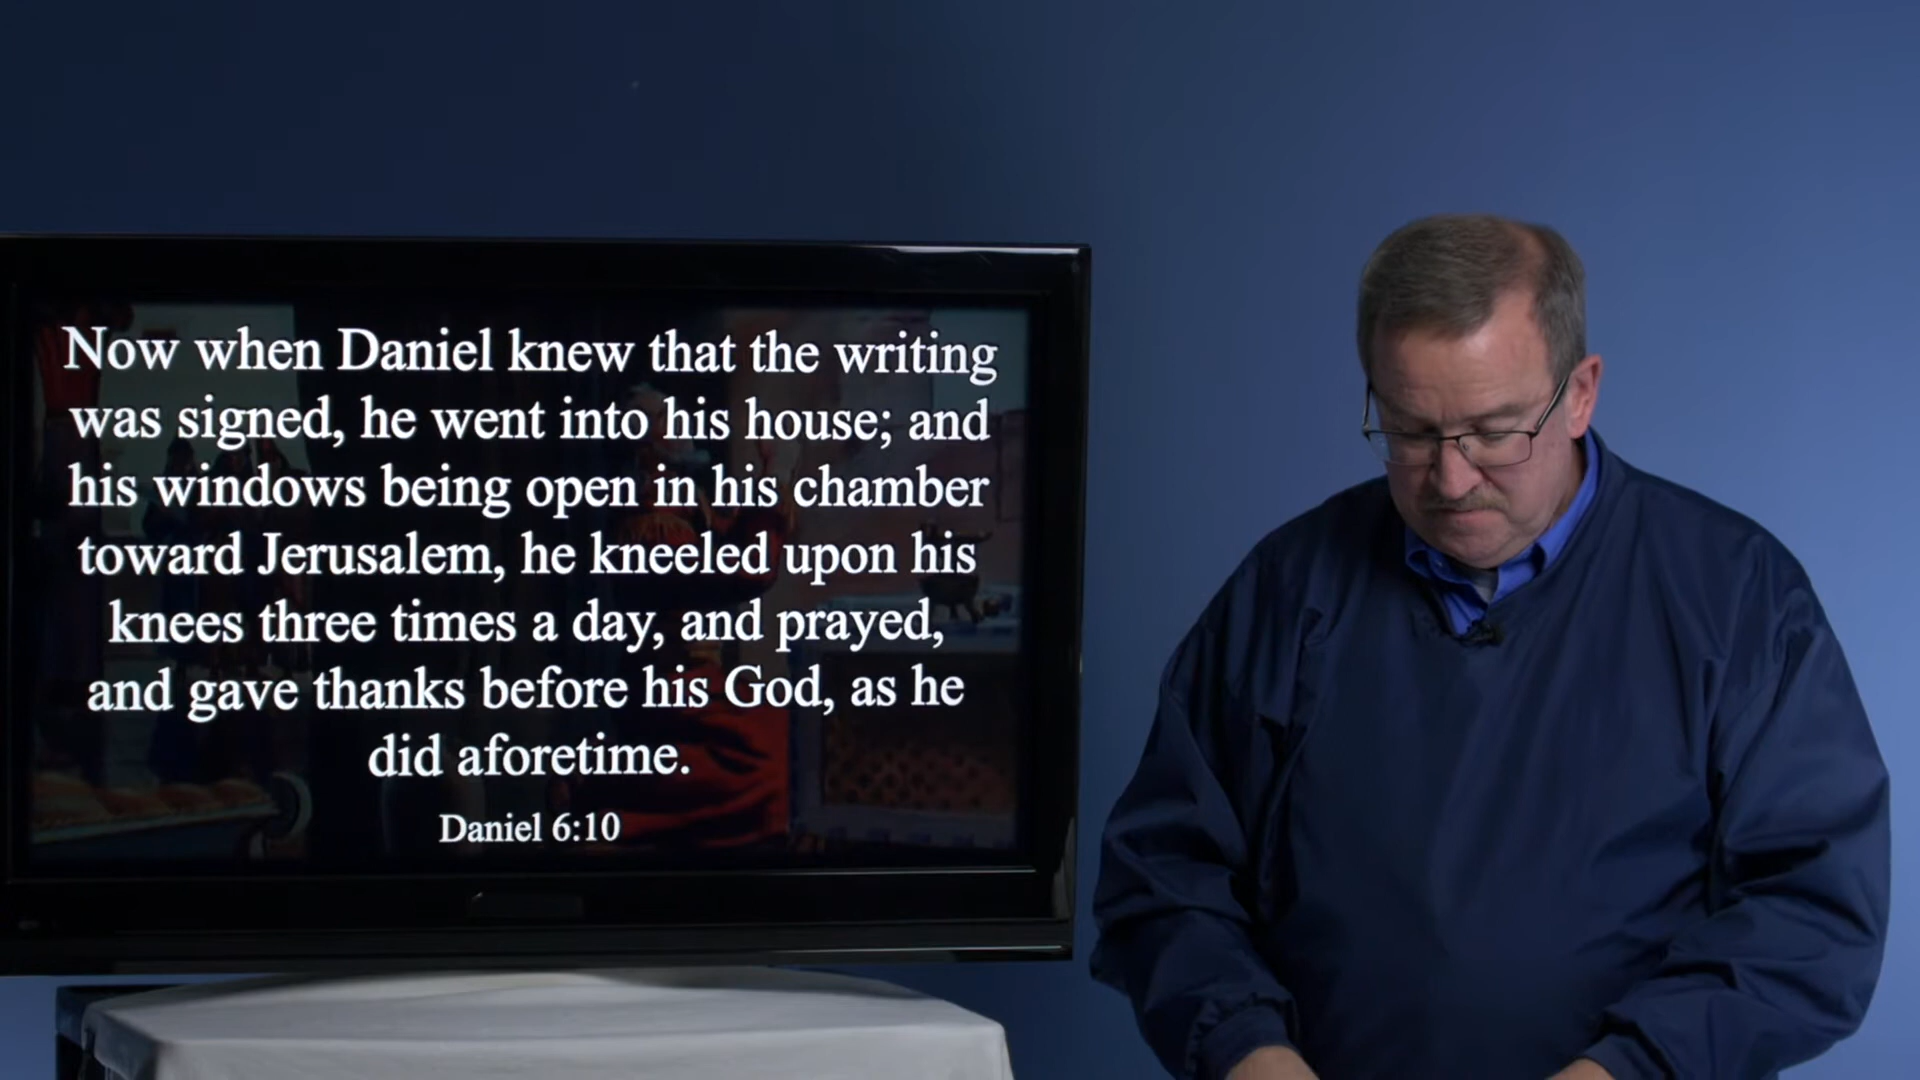 Now when Daniel knew that the writing
was signed, he went into his house; and
his windows being open in his chamber
toward Jerusalem, he kneeled upon his
knees three times a day, and prayed,
and gave thanks before his God, as he
did aforetime.
Daniel 6:10